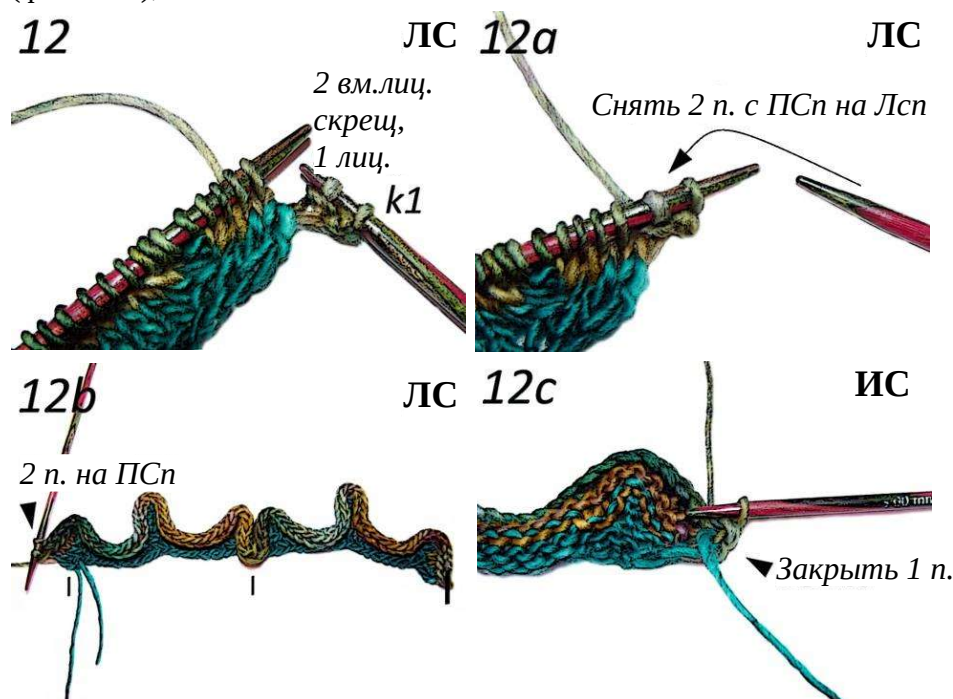 12 ЛС
2 вм.лиц.
скрещ,
1 лиц.
k1
12a ЛС
Снять 2 п. с ПСп на Лсп
12b ЛС
2 п. на ПСп
12c ИС
Закрыть 1 п.